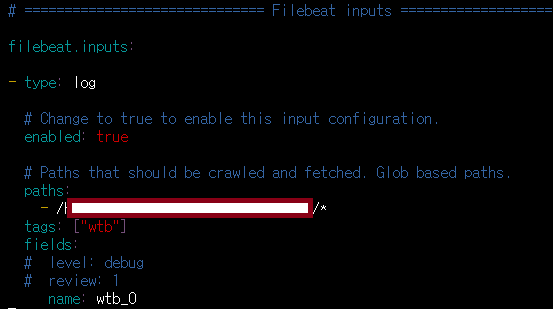 # ============================== Filebeat inputs ===================
filebeat.inputs:
- type: log
# Change to true to enable this input configuration.
enabled: true
# Paths that should be crawled and fetched. Glob based paths.
paths:
- /*
tags: ["wtb"]
fields:
# level: debug
# review: 1
name: wtb_0